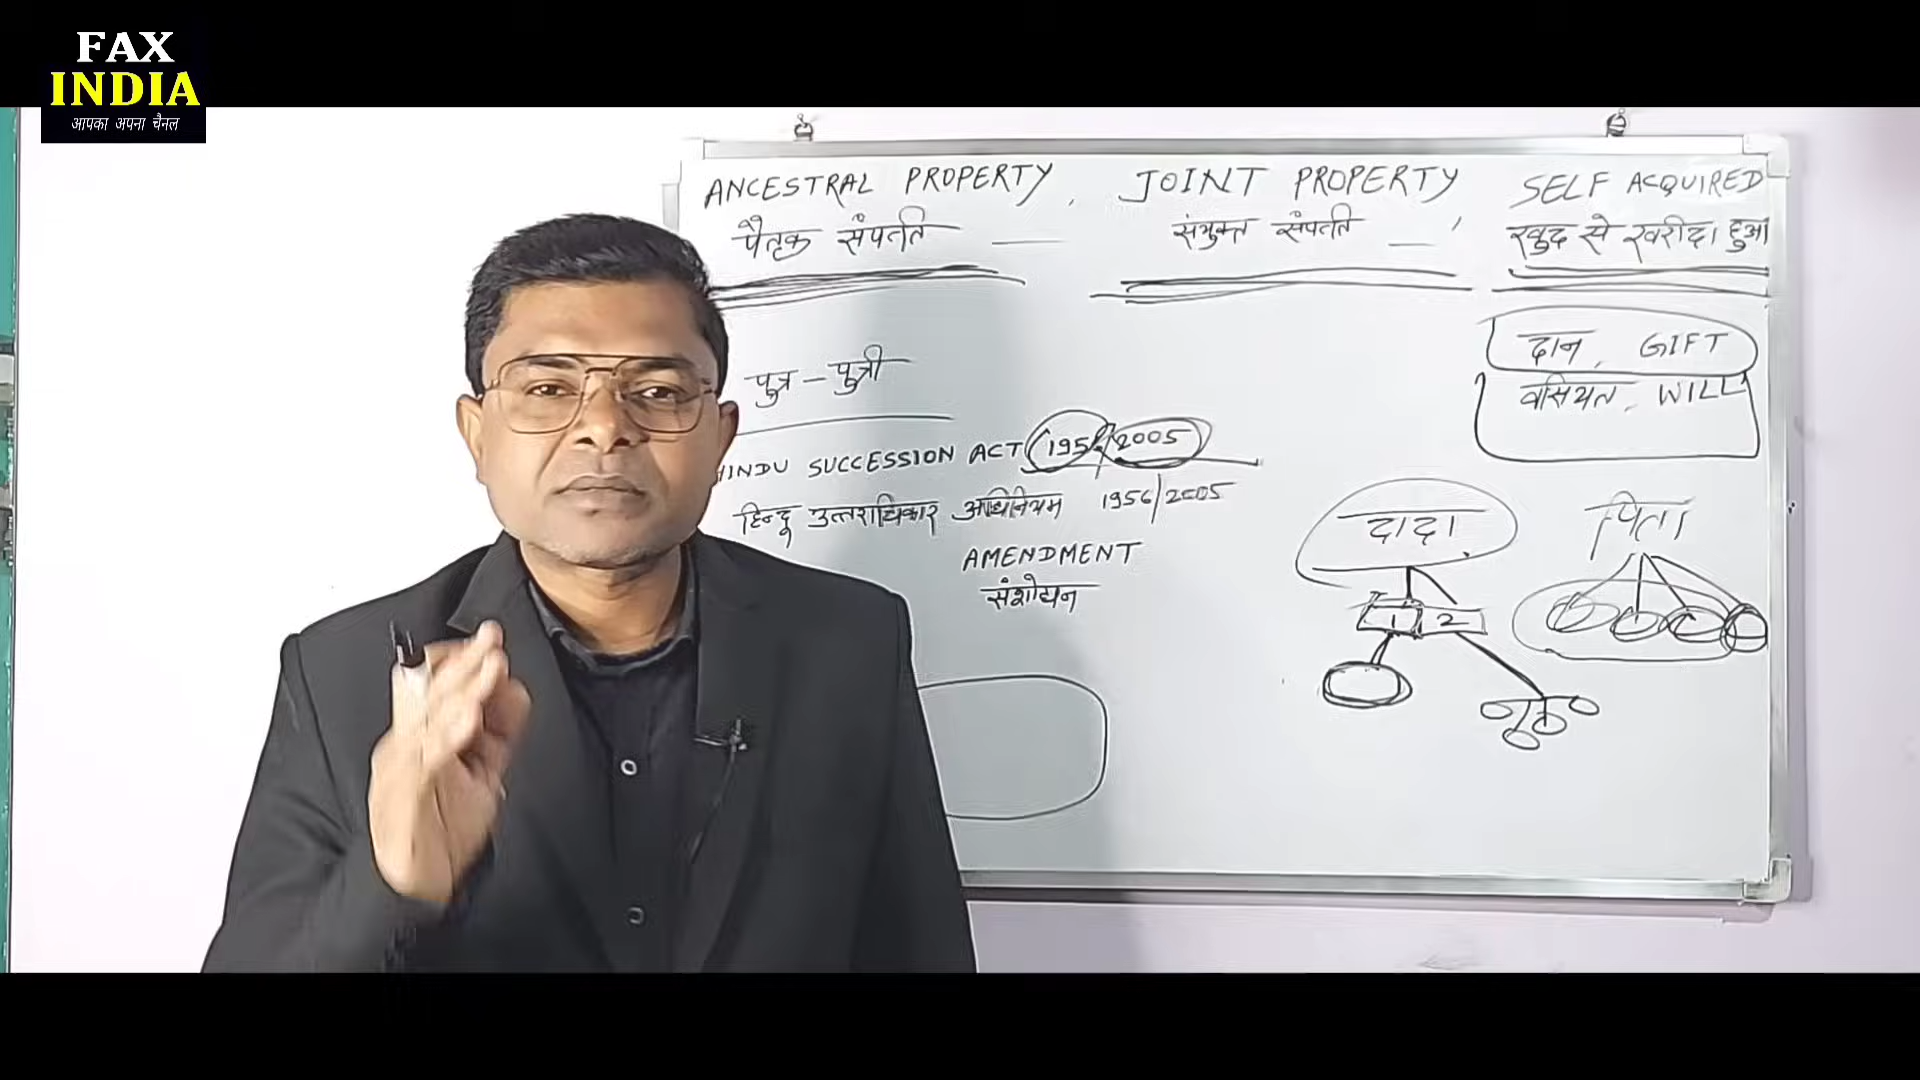 FAX
INDIA
आपका अपना चैनल
ANCESTRAL PROPERTY, JOINT PROPERTY SELF ACQUIRED
पैतृक संपत्ति — संयुक्त संपत्ति — खुद से खरीदा हुआ
दान, GIFT
वसियत, WILL
पुत्र - पुत्री
HINDU SUCCESSION ACT 1956/2005
हिन्दू उत्तराधिकार अधिनियम 1956/2005
AMENDMENT
संशोधन
दादा
पिता
1 2